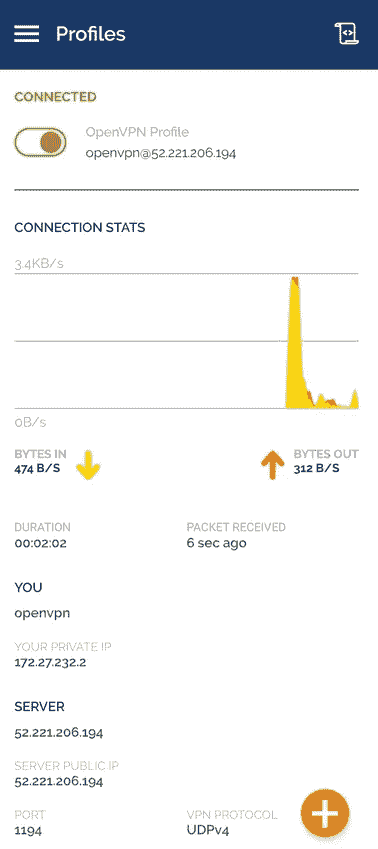 Profiles
CONNECTED
OpenVPN Profile
openvpn@52.221.206.194
CONNECTION STATS
3.4KB/s
0B/s
BYTES IN
474 B/S
BYTES OUT
312 B/S
DURATION
00:02:02
PACKET RECEIVED
6 sec ago
YOU
openvpn
YOUR PRIVATE IP
172.27.232.2
SERVER
52.221.206.194
SERVER PUBLIC IP
52.221.206.194
PORT
1194
VPN PROTOCOL
UDPv4